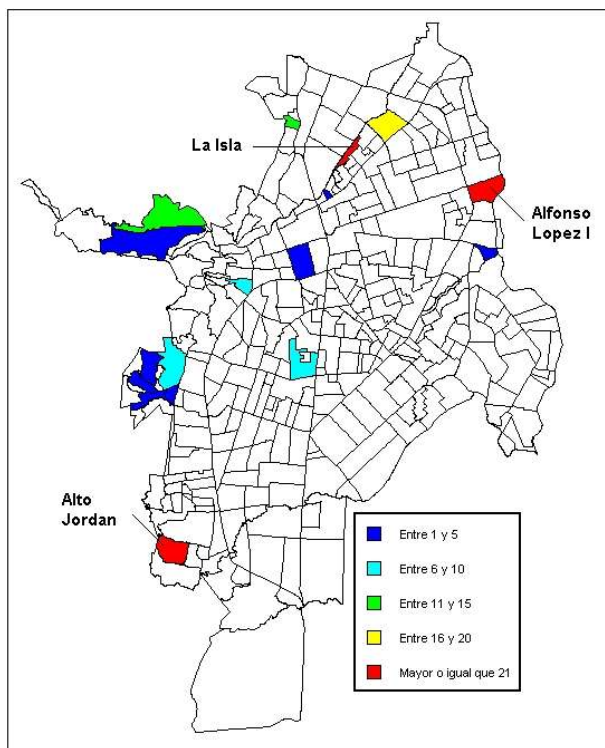 La Isla
Alfonso
Lopez I
Alto
Jordan
Entre 1 y 5
Entre 6 y 10
Entre 11 y 15
Entre 16 y 20
Mayor o igual que 21